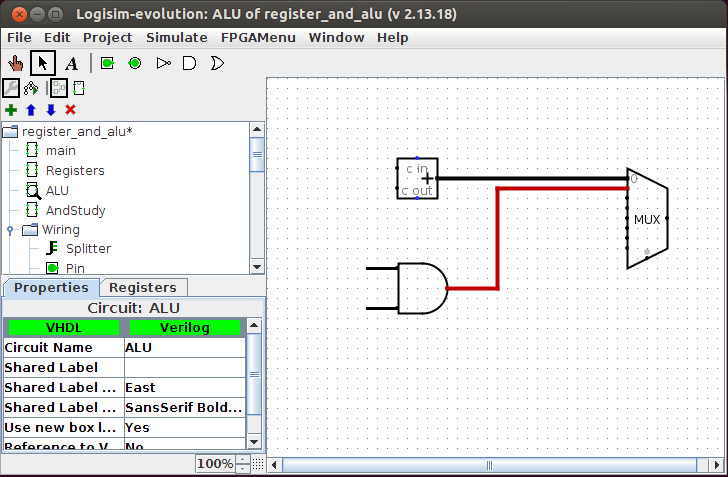 Logisim-evolution: ALU of register_and_alu (v 2.13.18)
File Edit Project Simulate FPGAMenu Window Help
A
register_and_alu*
main
Registers
ALU
AndStudy
Wiring
Splitter
Pin
Properties Registers
Circuit: ALU
VHDL Verilog
Circuit Name ALU
Shared Label
Shared Label ... East
Shared Label ... SansSerif Bold...
Use new box l... Yes
Reference to V... No
100%
c in
+
c out
0
MUX